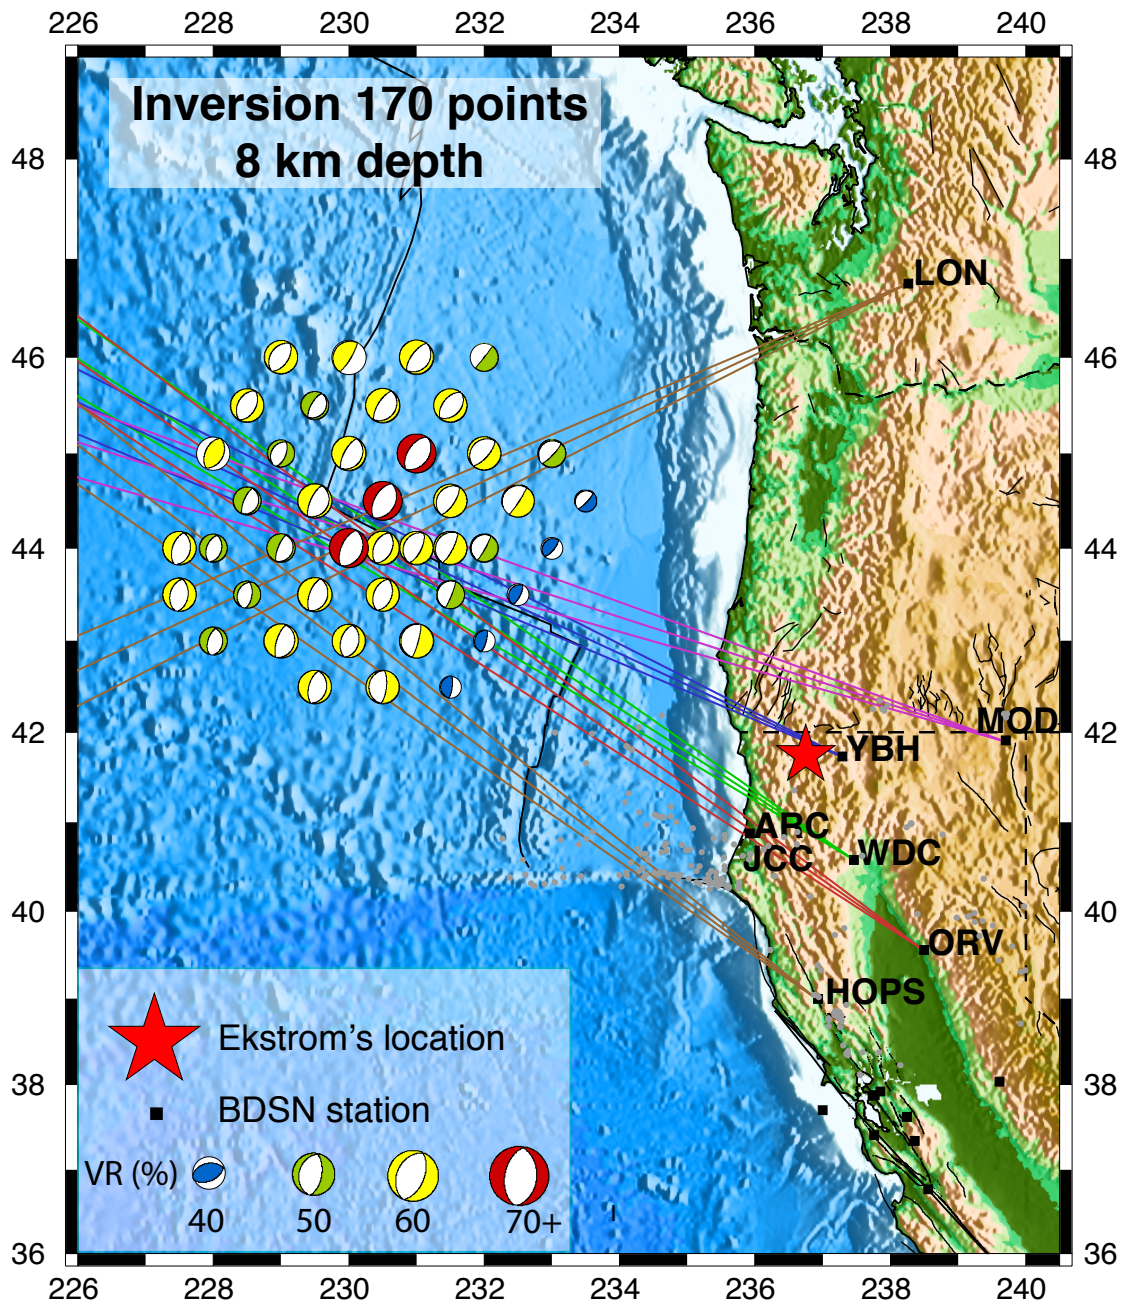 226 228 230 232 234 236 238 240
Inversion 170 points
8 km depth
48 48
LON
46 46
44 44
MOD
42 42
YBH
ARC
JCC
WDC
40 40
ORV
HOPS
Ekstrom's location
38 38
BDSN station
VR (%)
40 50 60 70+
36 36
226 228 230 232 234 236 238 240